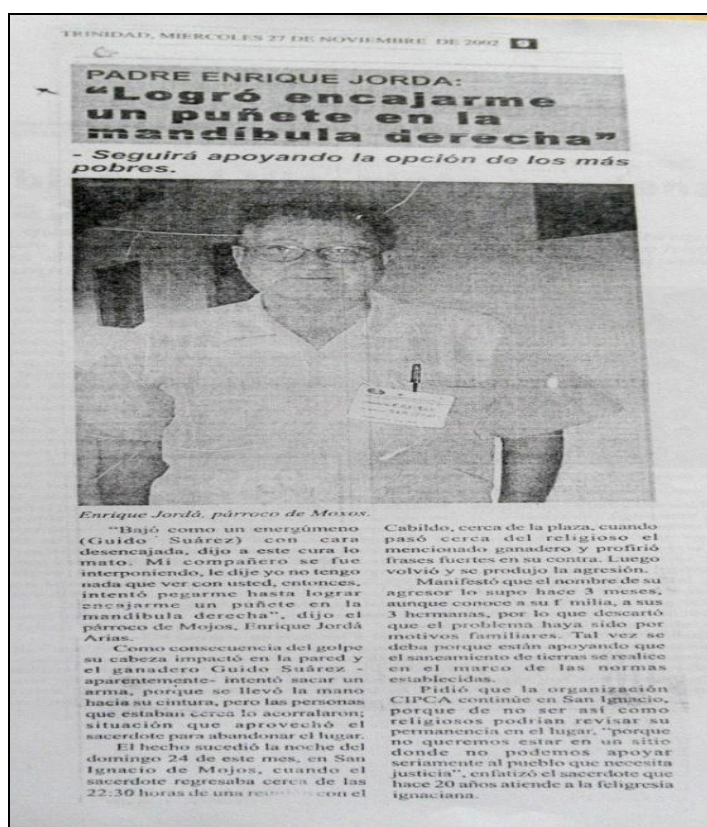 TRINIDAD, MIERCOLES 27 DE NOVIEMBRE DE 2002 9
PADRE ENRIQUE JORDA:
“Logró encajarme
un puñete en la
mandíbula derecha”
- Seguirá apoyando la opción de los más
pobres.
Enrique Jordá, párroco de Moxos.
“Bajó como un energúmeno
(Guido Suárez) con cara
desencajada, dijo a este cura lo
mato. Mi compañero se fue
interponiendo, le dije yo no tengo
nada que ver con usted, entonces,
intentó pegarme hasta lograr
encajarme un puñete en la
mandíbula derecha”, dijo el
párroco de Mojos, Enrique Jordá
Arias.
Como consecuencia del golpe
su cabeza impactó en la pared y
el ganadero Guido Suárez -
aparentemente- intentó sacar un
arma, porque se llevó la mano
hacia su cintura, pero las personas
que estaban cerca lo acorralaron;
situación que aprovechó el
sacerdote para abandonar el lugar.
El hecho sucedió la noche del
domingo 24 de este mes, en San
Ignacio de Mojos, cuando el
sacerdote regresaba cerca de las
22:30 horas de una reunión con el
Cabildo, cerca de la plaza, cuando
pasó cerca del religioso el
mencionado ganadero y profirió
frases fuertes en su contra. Luego
volvió y se produjo la agresión.
Manifestó que el nombre de su
agresor lo supo hace 3 meses,
aunque conoce a su f milia, a sus
3 hermanas, por lo que descartó
que el problema haya sido por
motivos familiares. Tal vez se
deba porque están apoyando que
el saneamiento de tierras se realice
en el marco de las normas
establecidas.
Pidió que la organización
CIPCA continúe en San Ignacio,
porque de no ser así como
religiosos podrían revisar su
permanencia en el lugar, “porque
no queremos estar en un sitio
donde no podemos apoyar
seriamente al pueblo que necesita
justicia”, enfatizó el sacerdote que
hace 20 años atiende a la feligresía
ignaciana.